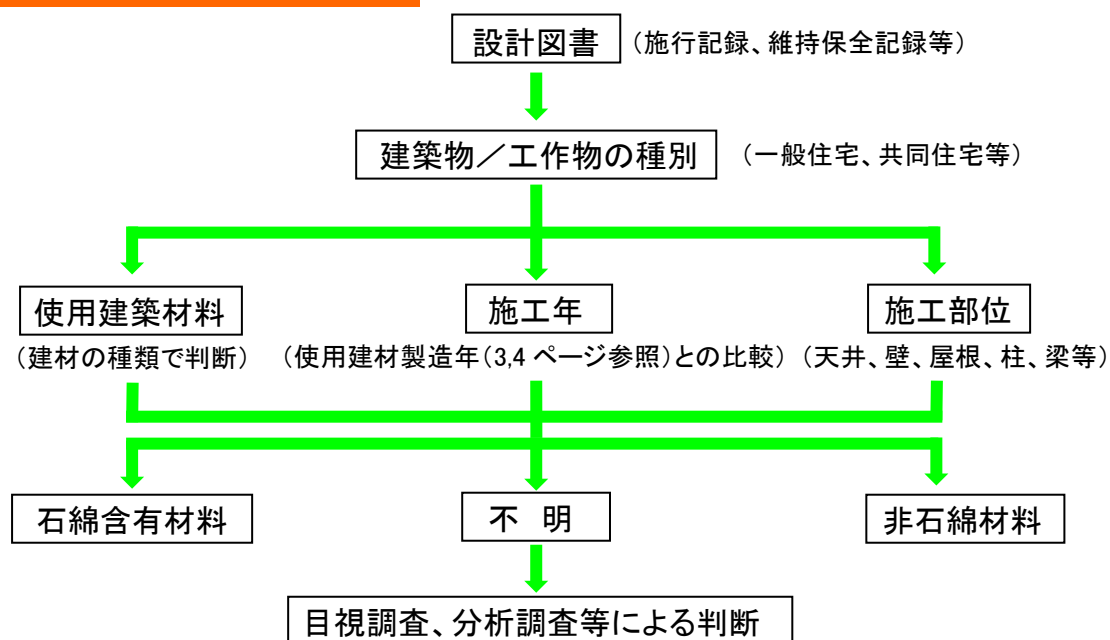 設計図書 (施行記録、維持保全記録等)
建築物／工作物の種別 (一般住宅、共同住宅等)
使用建築材料 施工年 施工部位
(建材の種類で判断) (使用建材製造年(3,4 ページ参照)との比較) (天井、壁、屋根、柱、梁等)
石綿含有材料 不 明 非石綿材料
目視調査、分析調査等による判断